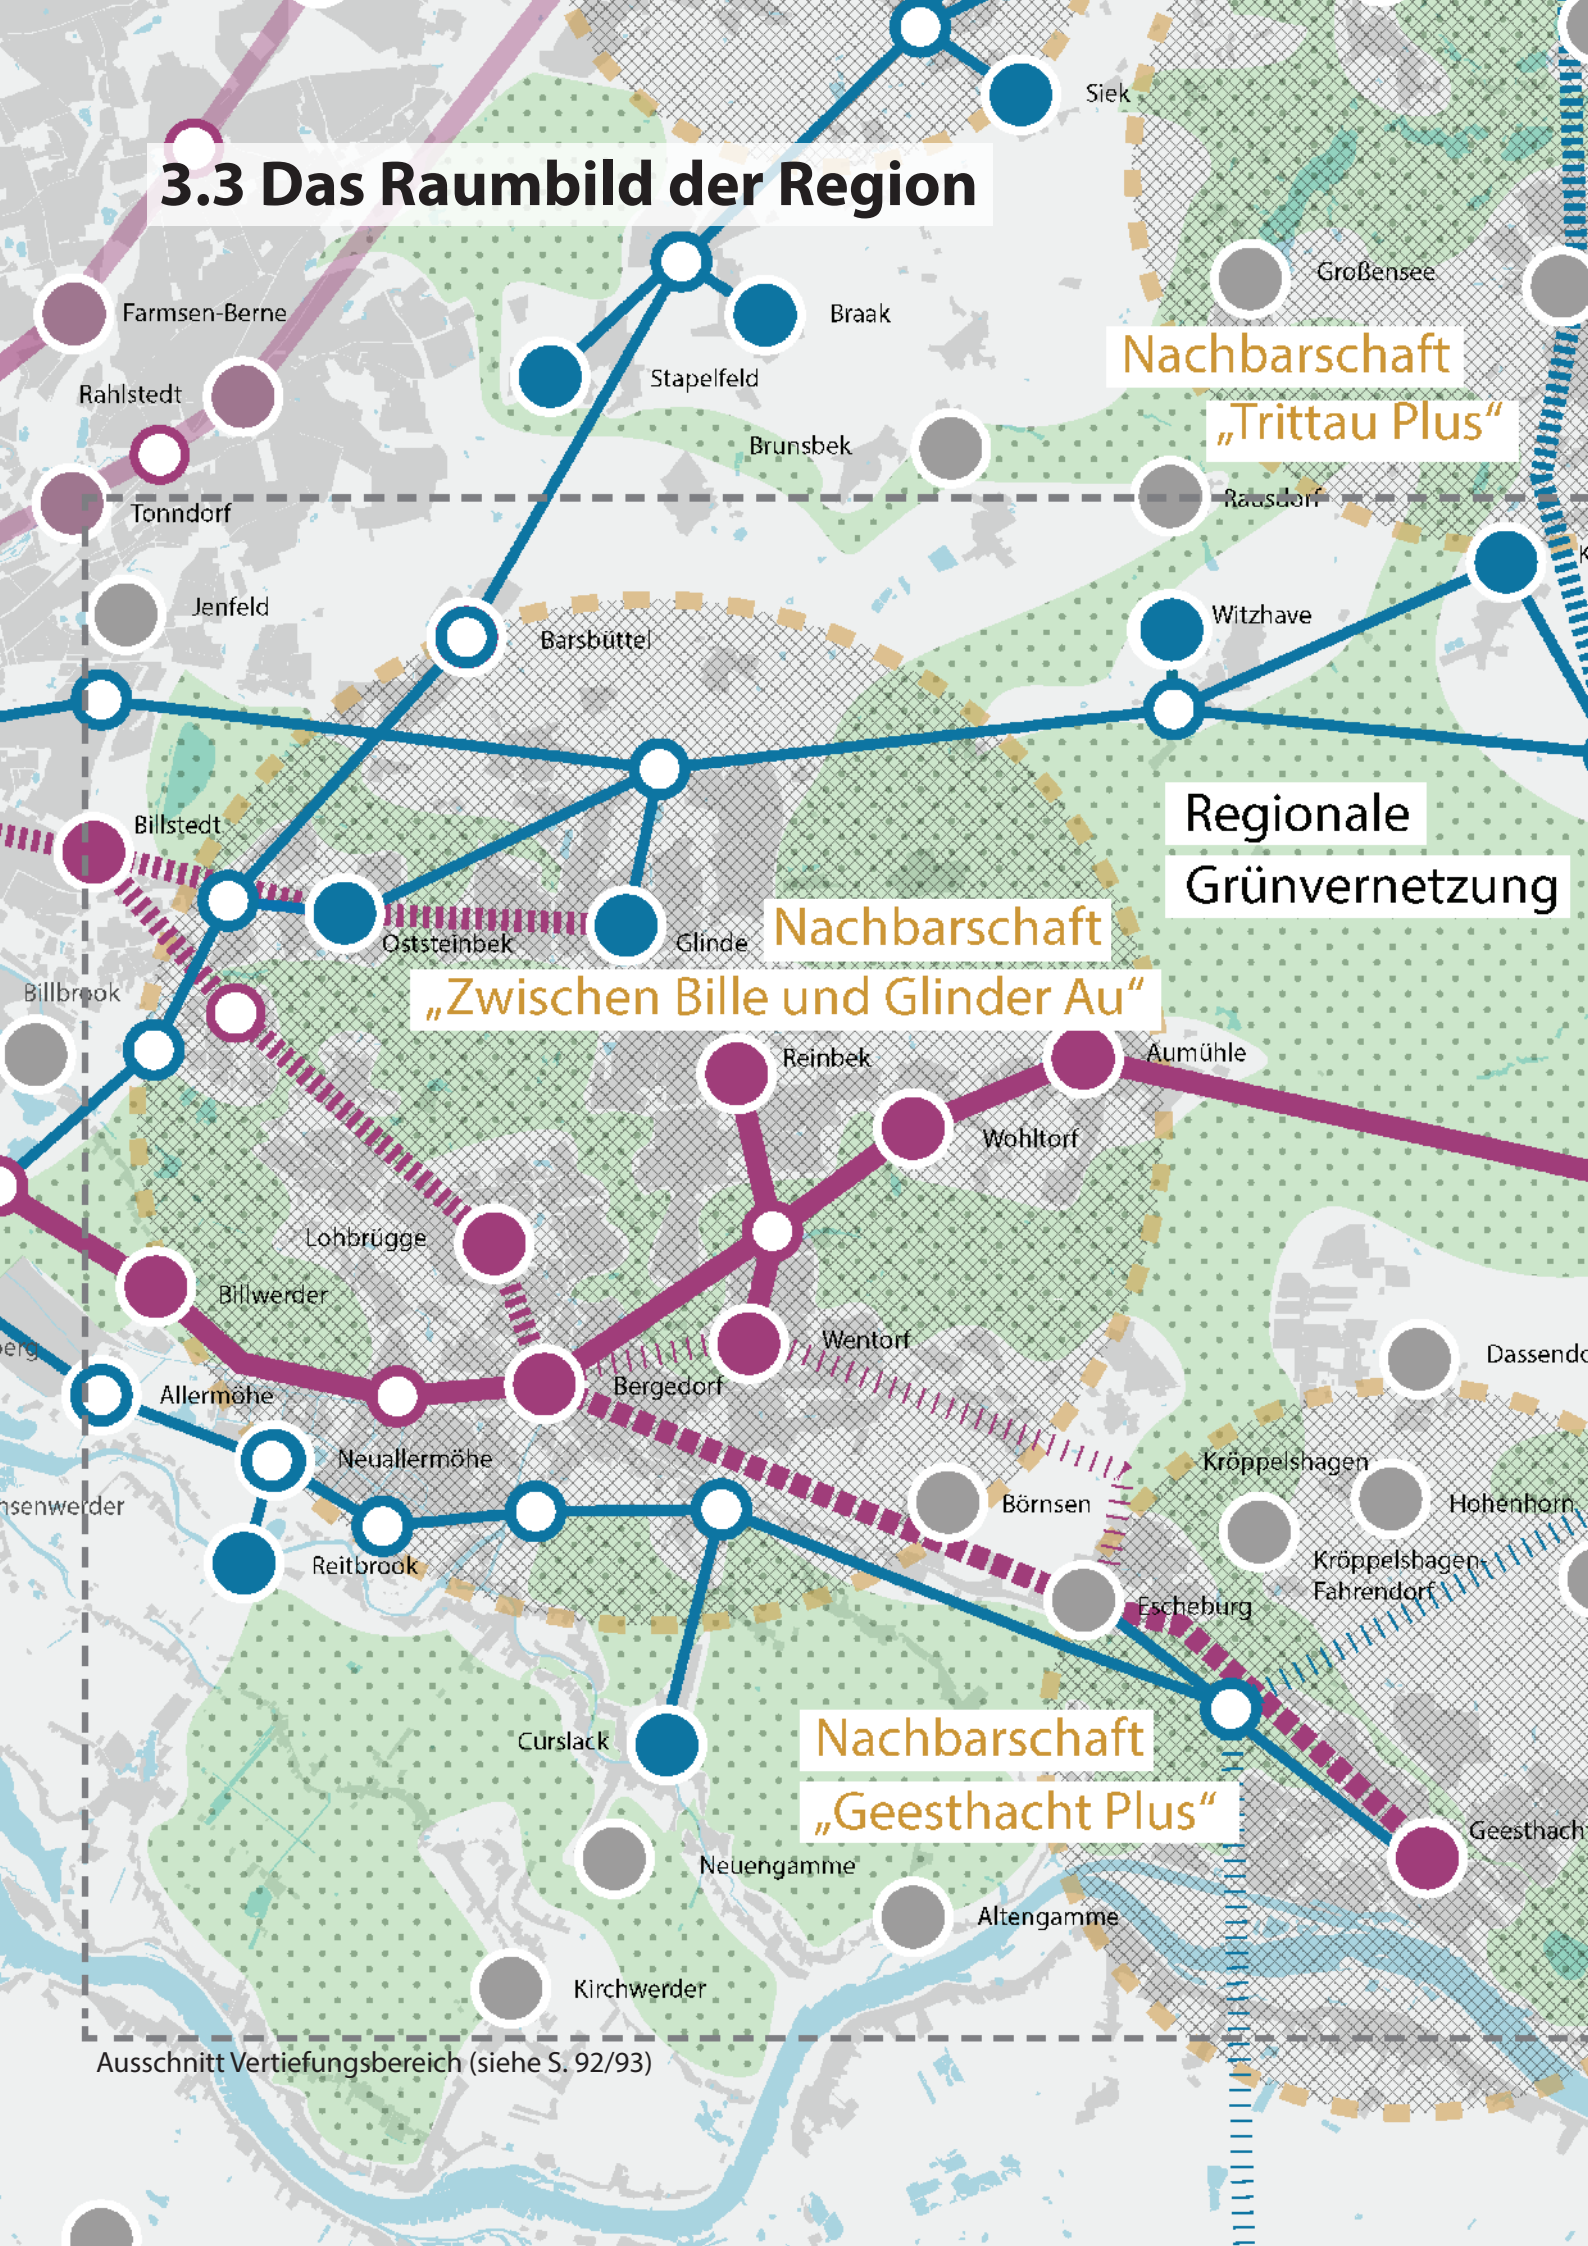 Siek
3.3 Das Raumbild der Region
Großensee
Farmsen-Berne
Braak
Nachbarschaft
„Trittau Plus“
Stapelfeld
Rahlstedt
Brunsbek
Rausdorf
Tonndorf
Jenfeld
Witzhave
Barsbüttel
Regionale
Grünvernetzung
Billstedt
Nachbarschaft
„Zwischen Bille und Glinder Au“
Oststeinbek
Glinde
Billbrook
Reinbek
Aumühle
Wohltorf
Lohbrügge
Billwerder
Wentorf
Bergedorf
Allermöhe
Neuallermöhe
Kröppelshagen
Börnsen
Hohenhorn
Reitbrook
Kröppelshagen-
Fahrendorf
Escheburg
Curslack
Nachbarschaft
„Geesthacht Plus“
Neuengamme
Altengamme
Kirchwerder
Ausschnitt Vertiefungsbereich (siehe S. 92/93)